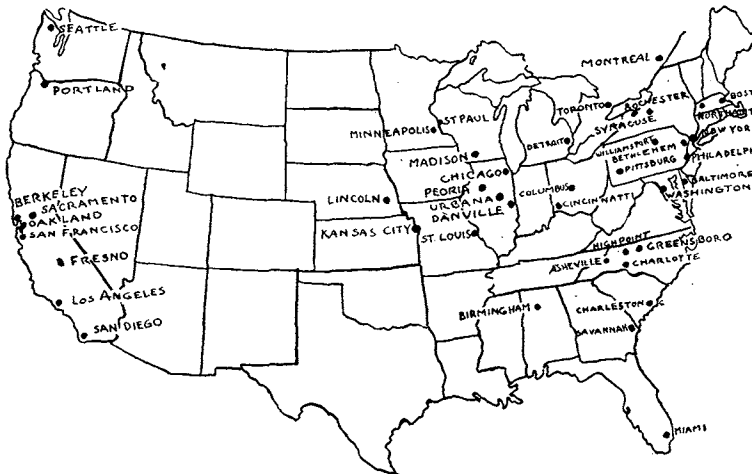 SEATTLE
PORTLAND
MONTREAL
TORONTO
ROCHESTER
SYRACUSE
BOST
NORTHAMPT
NEW YORK
MINNEAPOLIS
ST PAUL
DETROIT
WILLIAMSPORT
BETHLEHEM
PITTSBURG
PHILADELPH
MADISON
CHICAGO
PEORIA
URBANA
DANVILLE
COLUMBUS
CINCINNATTI
BALTIMORE
WASHINGTON
LINCOLN
KANSAS CITY
ST. LOUIS
BERKELEY
SACRAMENTO
OAKLAND
SAN FRANCISCO
FRESNO
LOS ANGELES
SAN DIEGO
HIGHPOINT
GREENSBORO
ASHEVILLE
CHARLOTTE
BIRMINGHAM
CHARLESTON
SAVANNAH
MIAMI